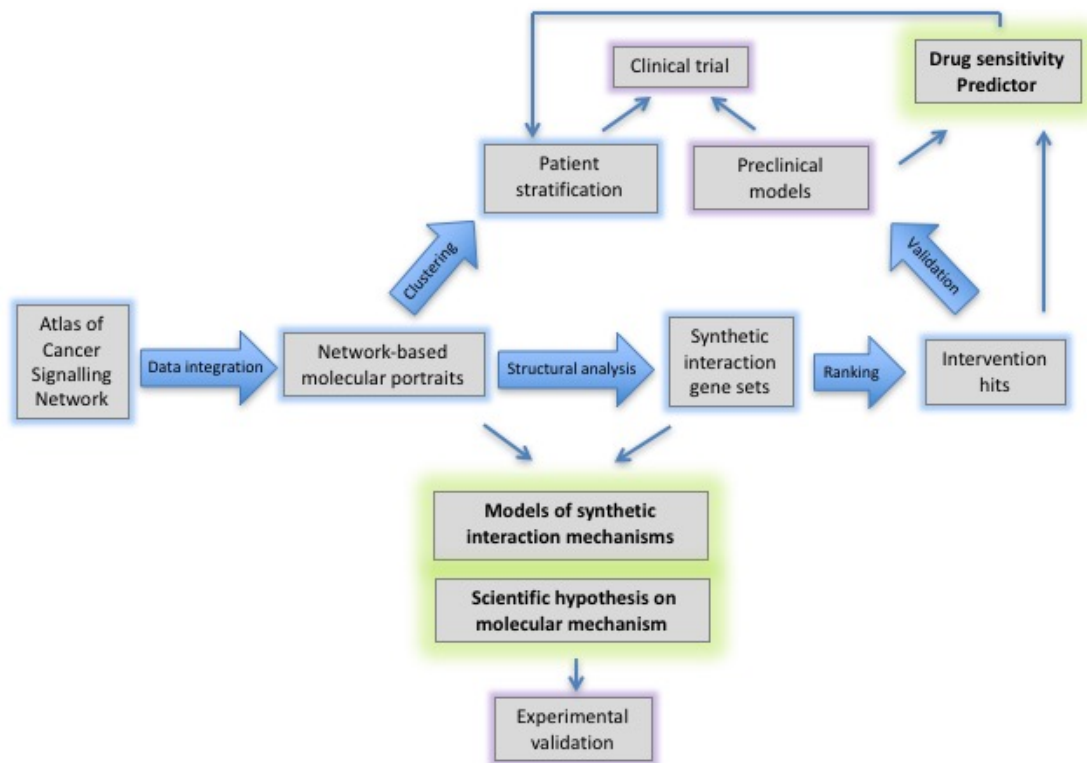 Clinical trial
Drug sensitivity
Predictor
Patient
stratification
Preclinical
models
Clustering
Validation
Atlas of
Cancer
Signalling
Network
Data integration
Network-based
molecular portraits
Structural analysis
Synthetic
interaction
gene sets
Ranking
Intervention
hits
Models of synthetic
interaction mechanisms
Scientific hypothesis on
molecular mechanism
Experimental
validation